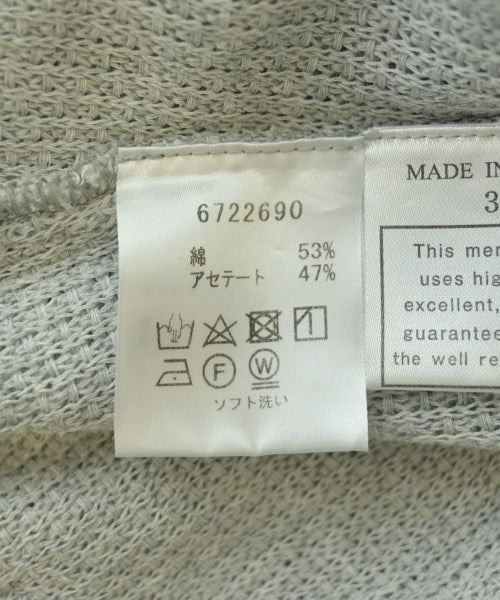 6722690
綿 53%
アセテート 47%
F W
ソフト洗い
MADE IN
3
This mer
uses hig
excellent,
guarantee
the well re